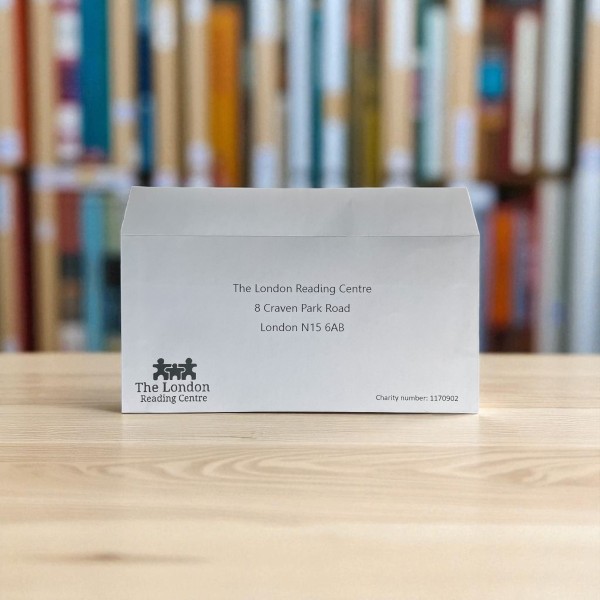 The London Reading Centre
8 Craven Park Road
London N15 6AB
The London
Reading Centre
Charity number: 1170902